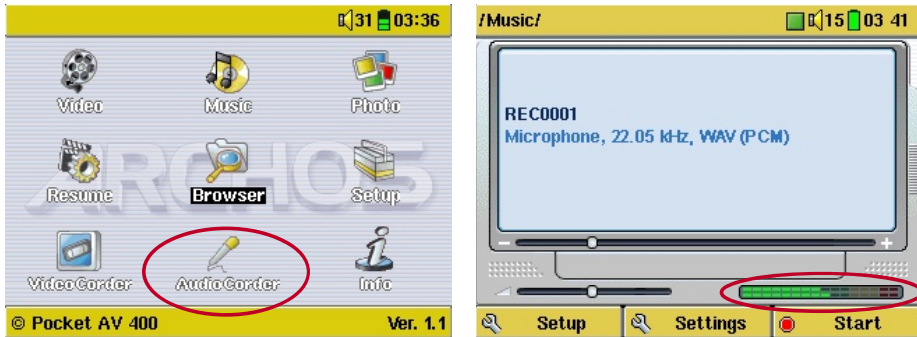 31 03:36
Video Music Photo
ARCHOS
Resume Browser Setup
VideoCorder AudioCorder Info
© Pocket AV 400 Ver. 1.1
/Music/ 15 03 41
REC0001
Microphone, 22.05 kHz, WAV (PCM)
Setup Settings Start